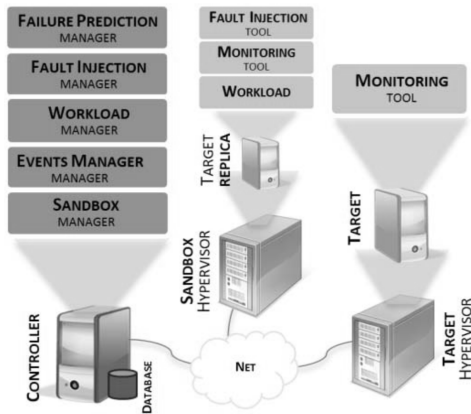 FAILURE PREDICTION
MANAGER
FAULT INJECTION
MANAGER
WORKLOAD
MANAGER
EVENTS MANAGER
MANAGER
SANDBOX
MANAGER
CONTROLLER
DATABASE
FAULT INJECTION
TOOL
MONITORING
TOOL
WORKLOAD
TARGET
REPLICA
SANDBOX
HYPERVISOR
NET
MONITORING
TOOL
TARGET
TARGET
HYPERVISOR